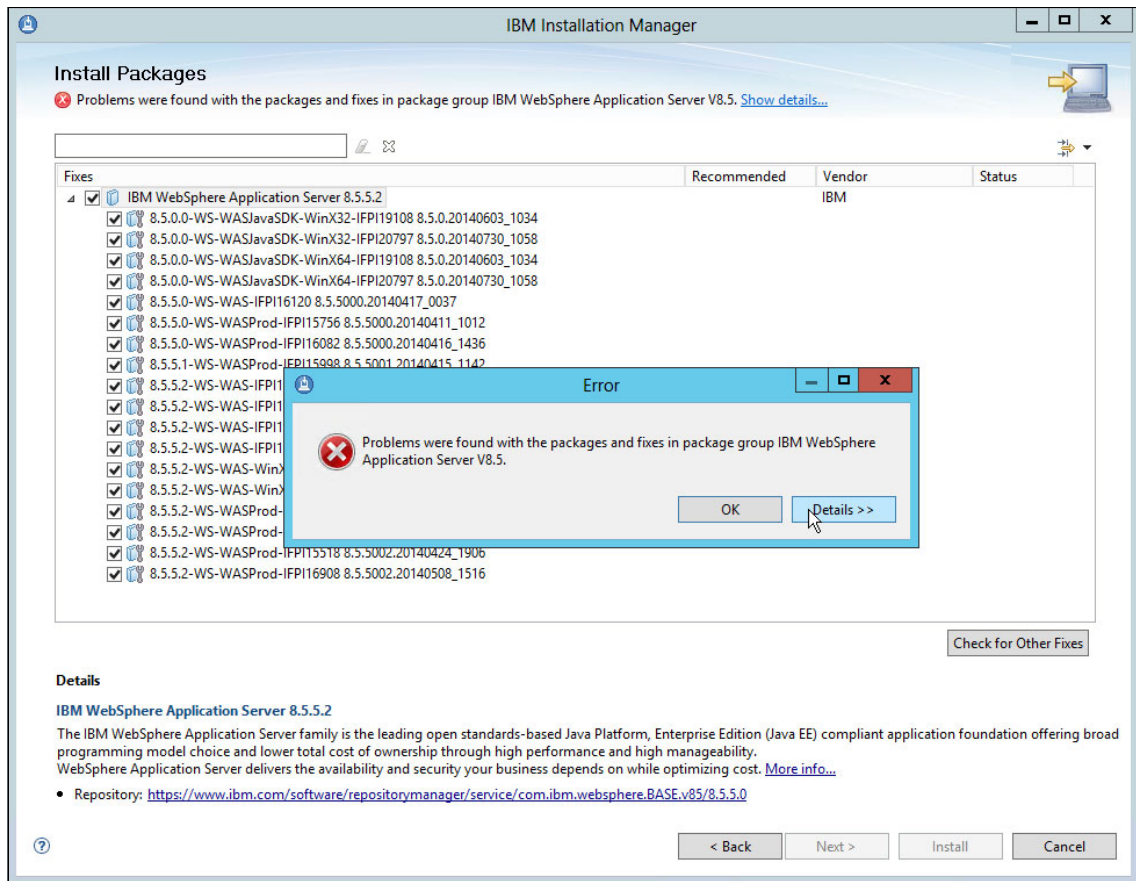 IBM Installation Manager
Install Packages
Problems were found with the packages and fixes in package group IBM WebSphere Application Server V8.5. Show details...
Fixes Recommended Vendor Status
IBM WebSphere Application Server 8.5.5.2 IBM
8.5.0.0-WS-WASJavaSDK-WinX32-IFPI19108 8.5.0.20140603_1034
8.5.0.0-WS-WASJavaSDK-WinX32-IFPI20797 8.5.0.20140730_1058
8.5.0.0-WS-WASJavaSDK-WinX64-IFPI19108 8.5.0.20140603_1034
8.5.0.0-WS-WASJavaSDK-WinX64-IFPI20797 8.5.0.20140730_1058
8.5.5.0-WS-WAS-IFPI16120 8.5.5000.20140417_0037
8.5.5.0-WS-WASProd-IFPI15756 8.5.5000.20140411_1012
8.5.5.0-WS-WASProd-IFPI16082 8.5.5000.20140416_1436
8.5.5.1-WS-WASProd-IFPI15998 8.5.5001.20140415_1142
8.5.5.2-WS-WAS-IFPI1
8.5.5.2-WS-WAS-IFPI1
8.5.5.2-WS-WAS-IFPI1
8.5.5.2-WS-WAS-IFPI1
8.5.5.2-WS-WAS-WinX
8.5.5.2-WS-WAS-WinX
8.5.5.2-WS-WASProd-
8.5.5.2-WS-WASProd-
8.5.5.2-WS-WASProd-IFPI15518 8.5.5002.20140424_1906
8.5.5.2-WS-WASProd-IFPI16908 8.5.5002.20140508_1516
Error
Problems were found with the packages and fixes in package group IBM WebSphere
Application Server V8.5.
OK Details >>
Check for Other Fixes
Details
IBM WebSphere Application Server 8.5.5.2
The IBM WebSphere Application Server family is the leading open standards-based Java Platform, Enterprise Edition (Java EE) compliant application foundation offering broad
programming model choice and lower total cost of ownership through high performance and high manageability.
WebSphere Application Server delivers the availability and security your business depends on while optimizing cost. More info...
• Repository: https://www.ibm.com/software/repositorymanager/service/com.ibm.websphere.BASE.v85/8.5.5.0
< Back Next > Install Cancel